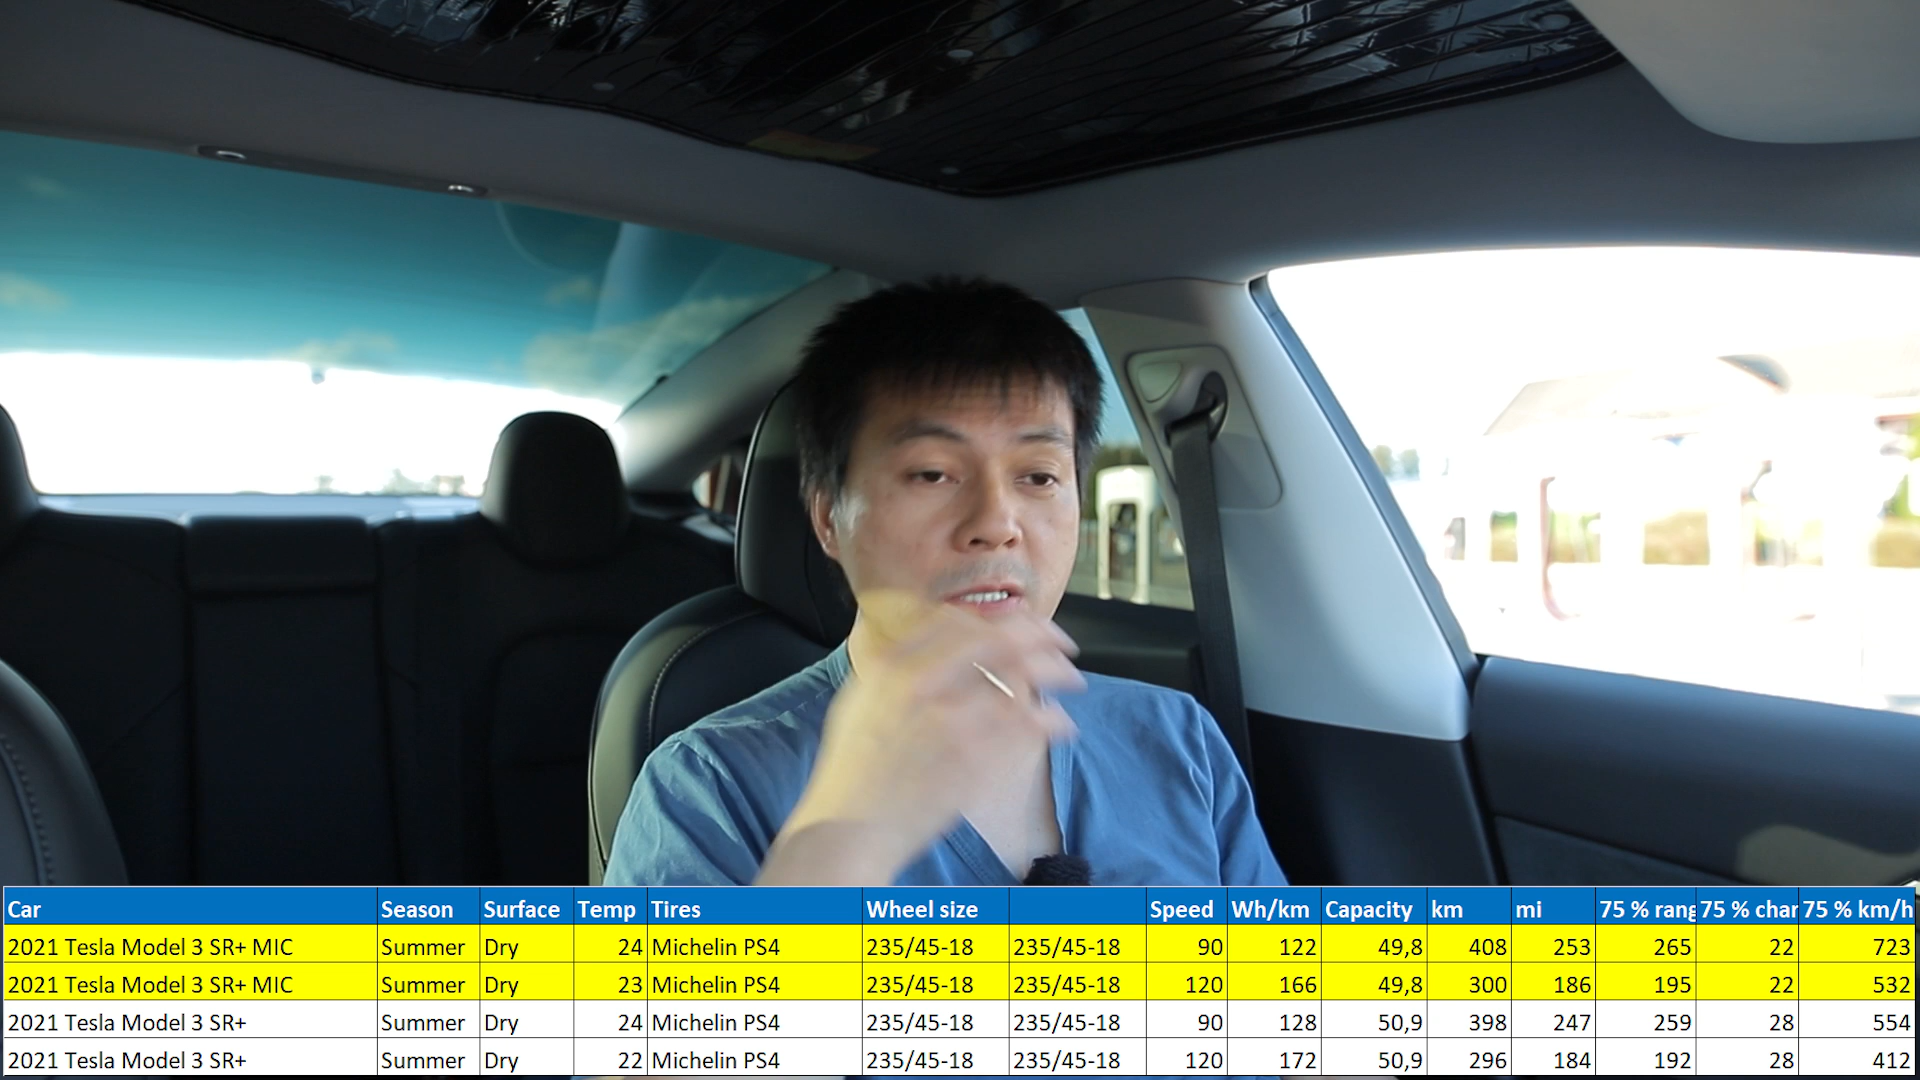 Car Season Surface Temp Tires Wheel size Speed Wh/km Capacity km mi 75 % rang 75 % char 75 % km/h
2021 Tesla Model 3 SR+ MIC Summer Dry 24 Michelin PS4 235/45-18 235/45-18 90 122 49,8 408 253 265 22 723
2021 Tesla Model 3 SR+ MIC Summer Dry 23 Michelin PS4 235/45-18 235/45-18 120 166 49,8 300 186 195 22 532
2021 Tesla Model 3 SR+ Summer Dry 24 Michelin PS4 235/45-18 235/45-18 90 128 50,9 398 247 259 28 554
2021 Tesla Model 3 SR+ Summer Dry 22 Michelin PS4 235/45-18 235/45-18 120 172 50,9 296 184 192 28 412